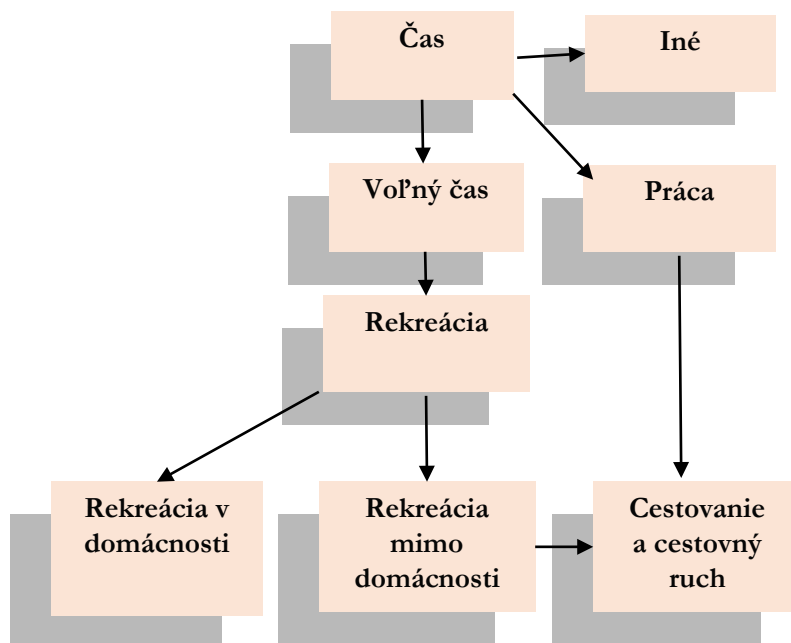 Čas
Iné
Voľný čas
Práca
Rekreácia
Rekreácia v
domácnosti
Rekreácia
mimo
domácnosti
Cestovanie
a cestovný
ruch